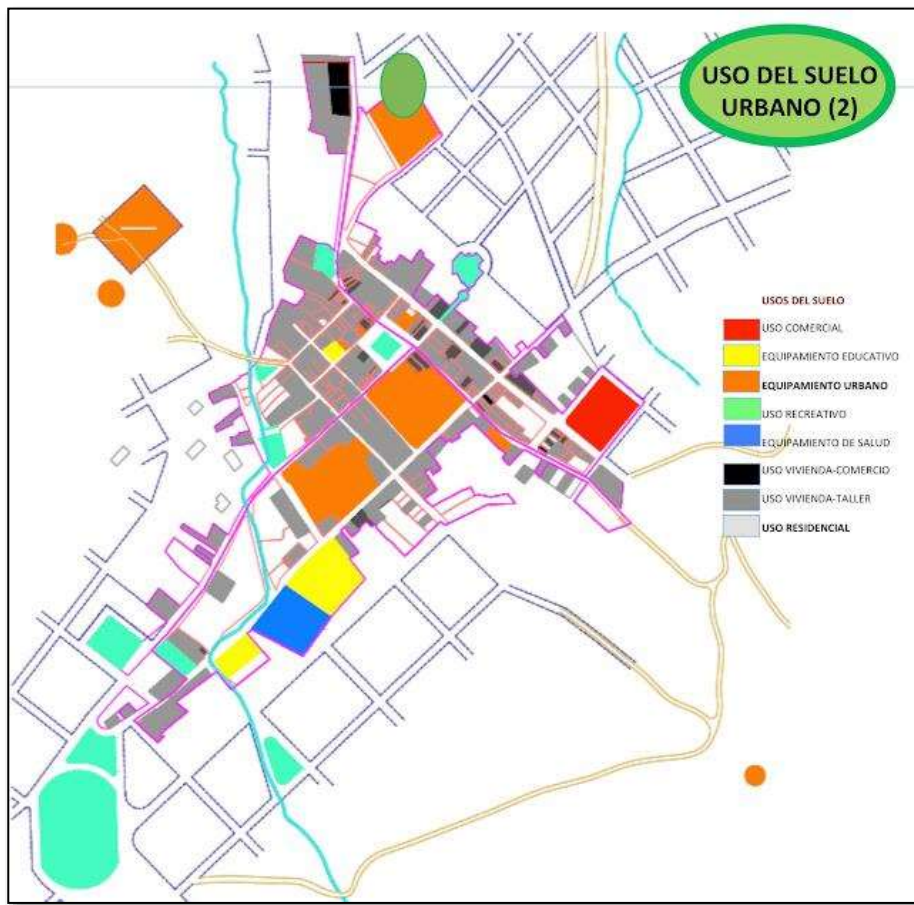 USO DEL SUELO
URBANO (2)
USOS DEL SUELO
USO COMERCIAL
EQUIPAMIENTO EDUCATIVO
EQUIPAMIENTO URBANO
USO RECREATIVO
EQUIPAMIENTO DE SALUD
USO VIVIENDA-COMERCIO
USO VIVIENDA-TALLER
USO RESIDENCIAL